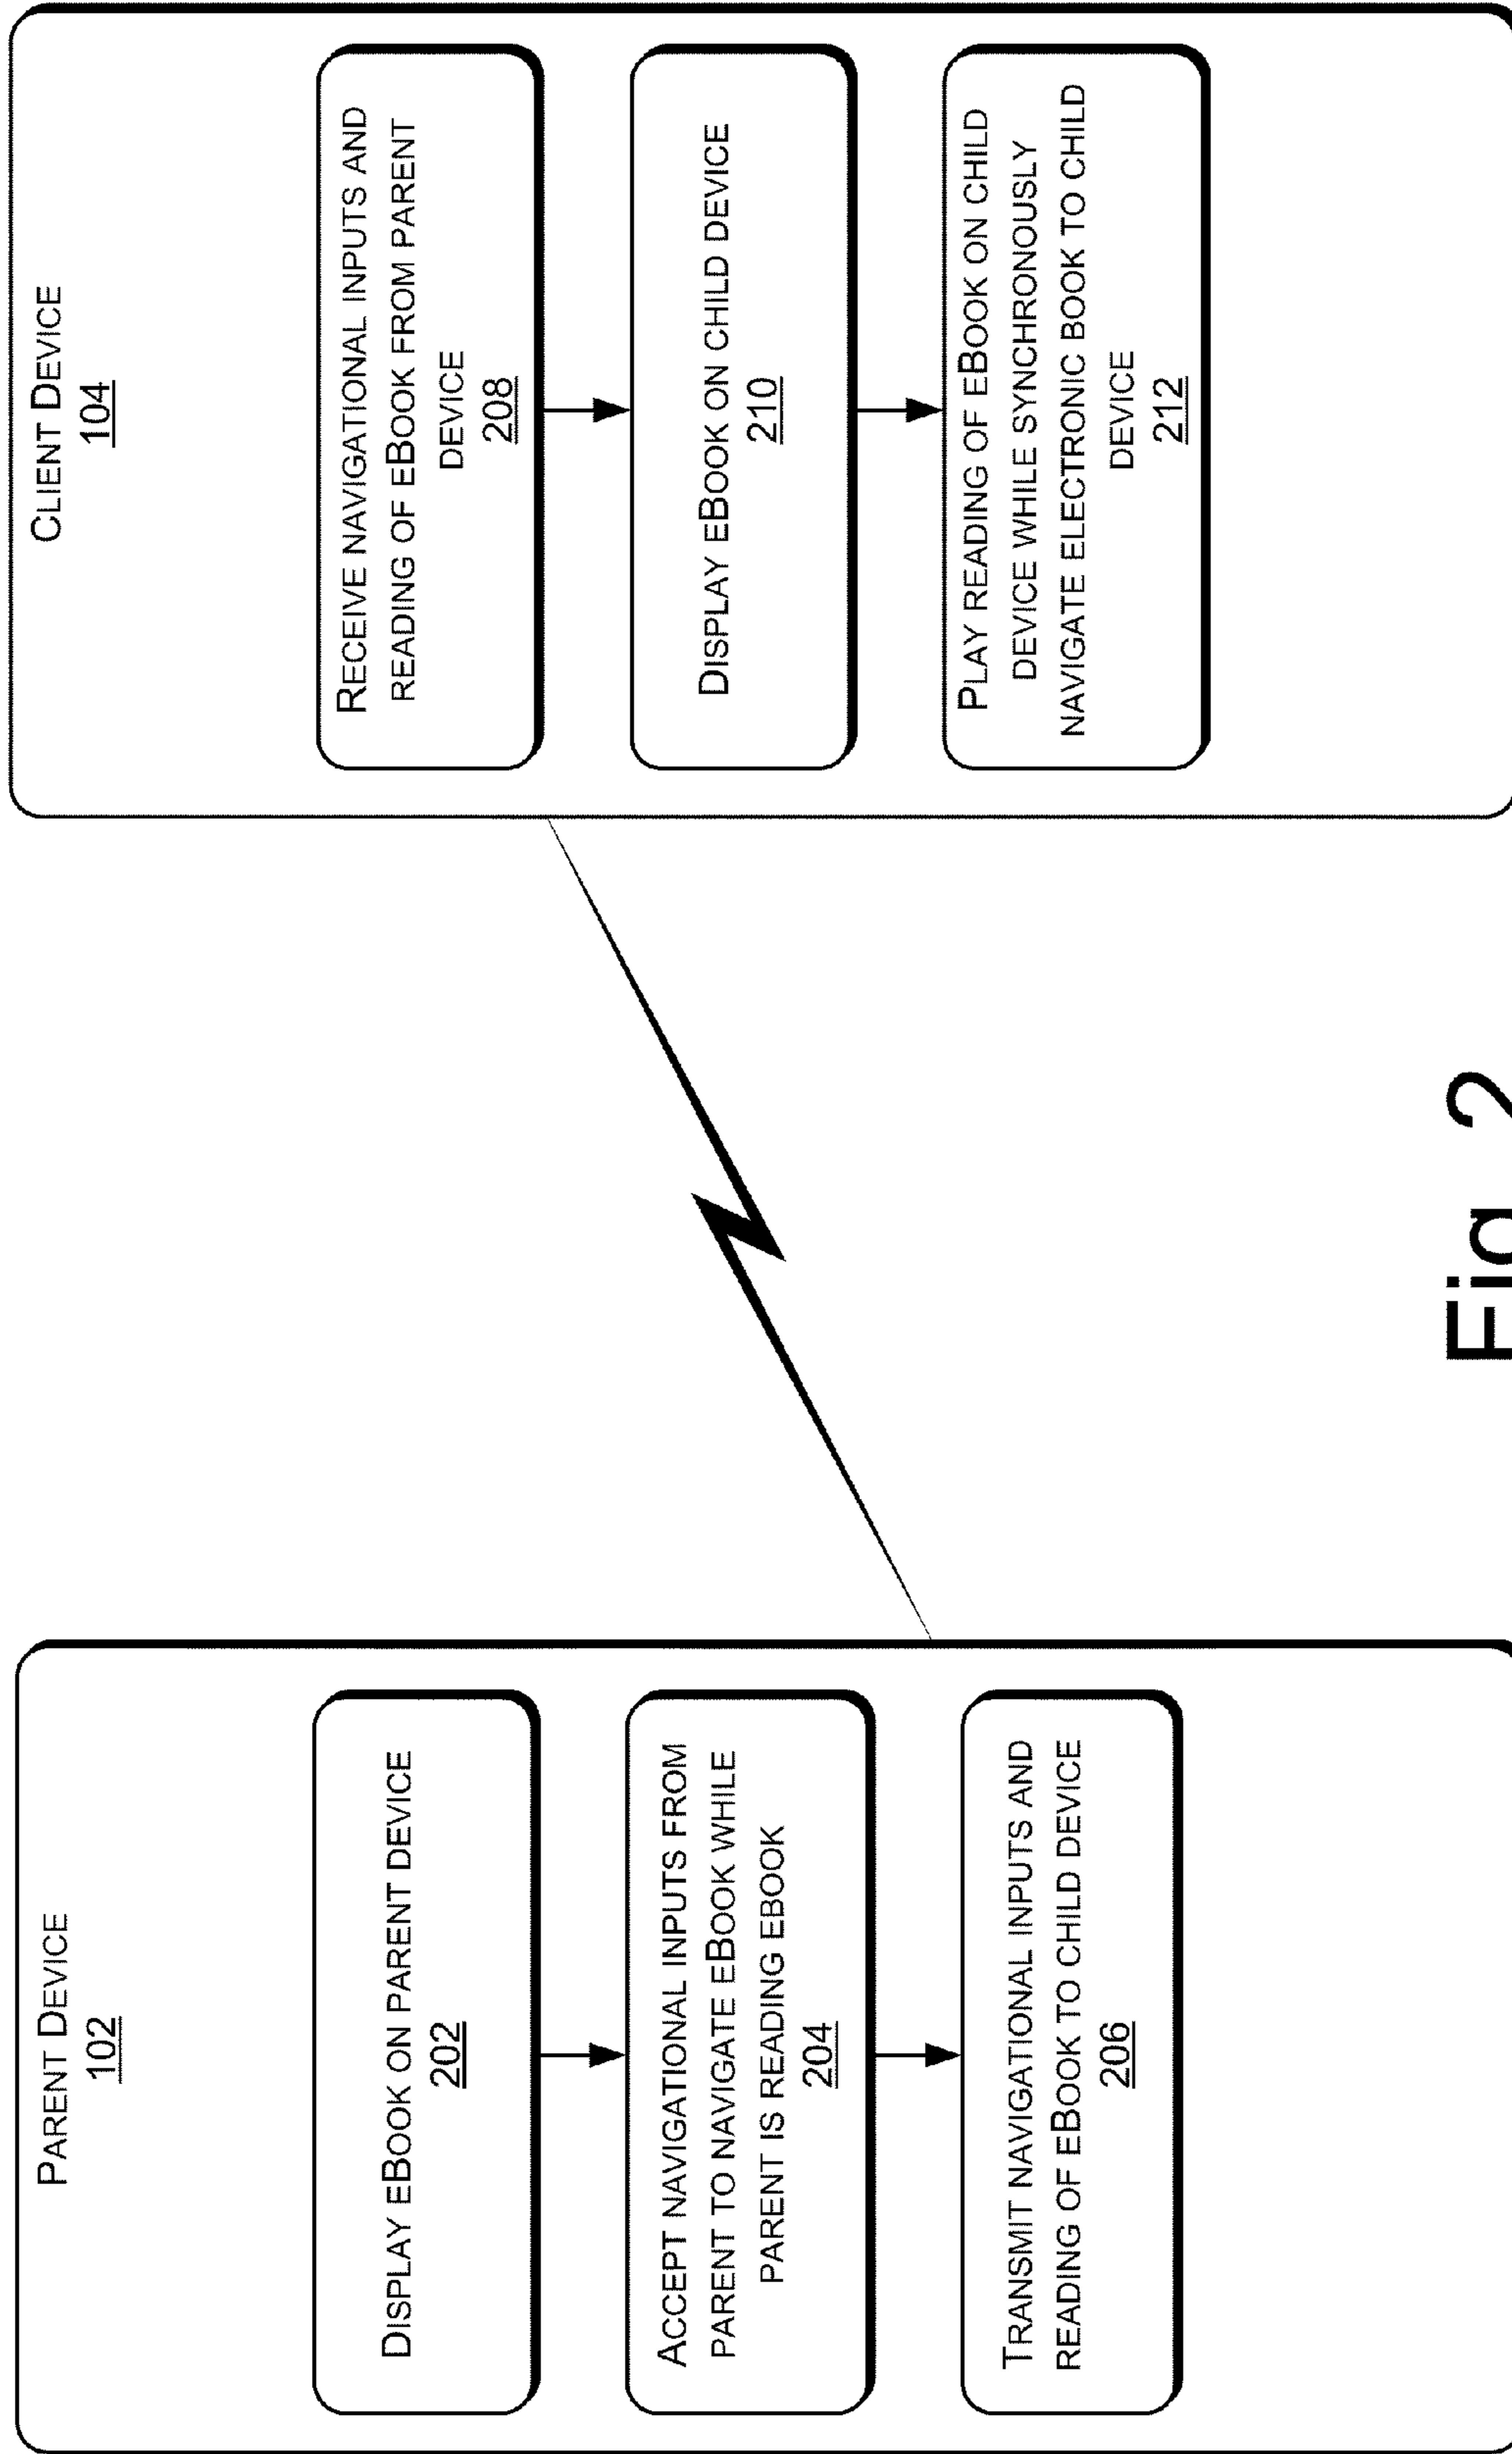 PARENT DEVICE
102
DISPLAY EBOOK ON PARENT DEVICE
202
ACCEPT NAVIGATIONAL INPUTS FROM
PARENT TO NAVIGATE EBOOK WHILE
PARENT IS READING EBOOK
204
TRANSMIT NAVIGATIONAL INPUTS AND
READING OF EBOOK TO CHILD DEVICE
206
CLIENT DEVICE
104
RECEIVE NAVIGATIONAL INPUTS AND
READING OF EBOOK FROM PARENT
DEVICE
208
DISPLAY EBOOK ON CHILD DEVICE
210
PLAY READING OF EBOOK ON CHILD
DEVICE WHILE SYNCHRONOUSLY
NAVIGATE ELECTRONIC BOOK TO CHILD
DEVICE
212
Fig. 2